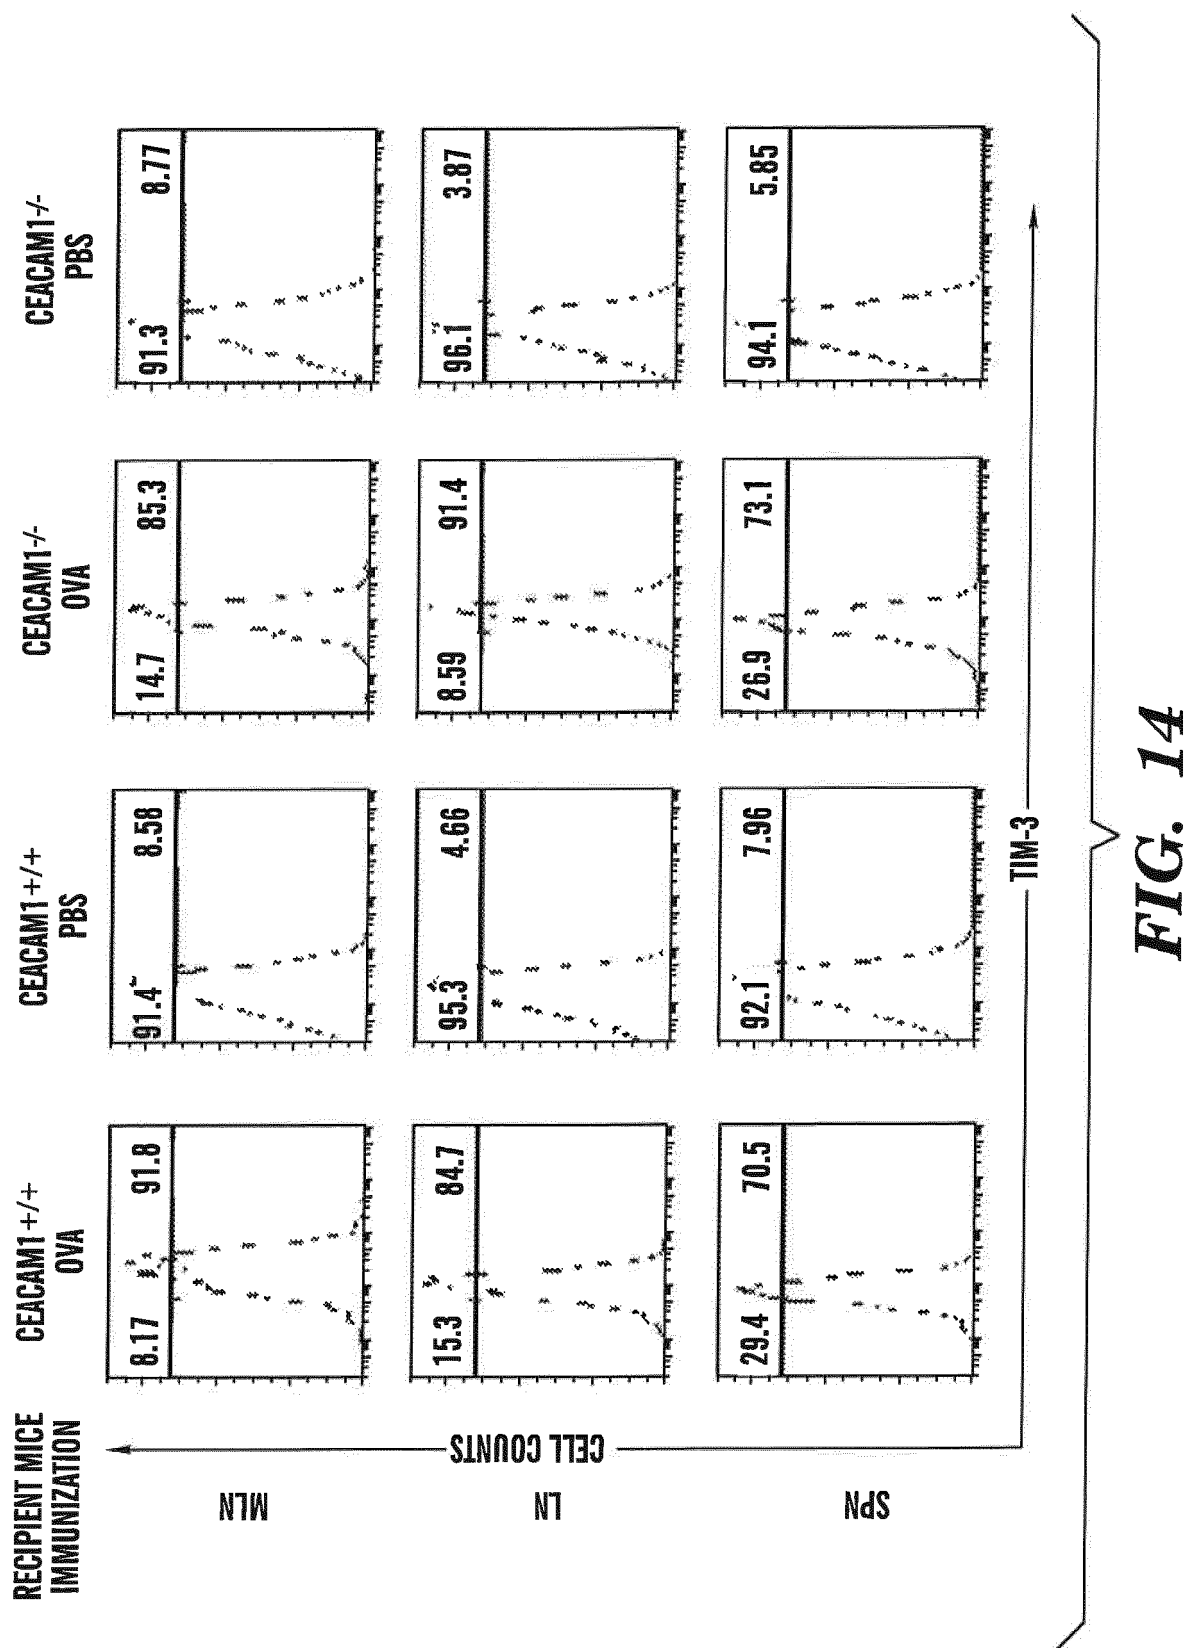 RECIPIENT MICE
IMMUNIZATION
CEACAM1+/+
OVA
CEACAM1+/+
PBS
CEACAM1-/-
OVA
CEACAM1-/-
PBS
MLN
8.17 91.8
91.4 8.58
14.7 85.3
91.3 8.77
CELL COUNTS
LN
15.3 84.7
95.3 4.66
8.59 91.4
96.1 3.87
SPN
29.4 70.5
92.1 7.96
26.9 73.1
94.1 5.85
TIM-3
FIG. 14